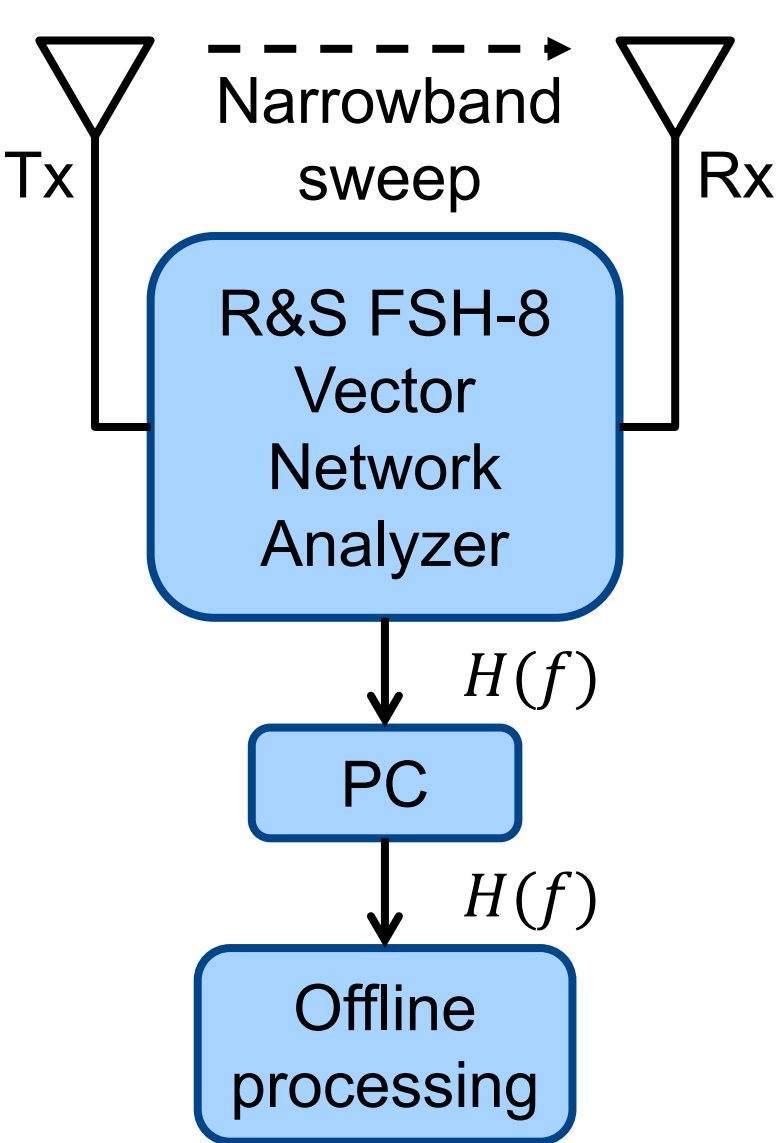 Narrowband
sweep
Tx
Rx
R&S FSH-8
Vector
Network
Analyzer
H(f)
PC
H(f)
Offline
processing